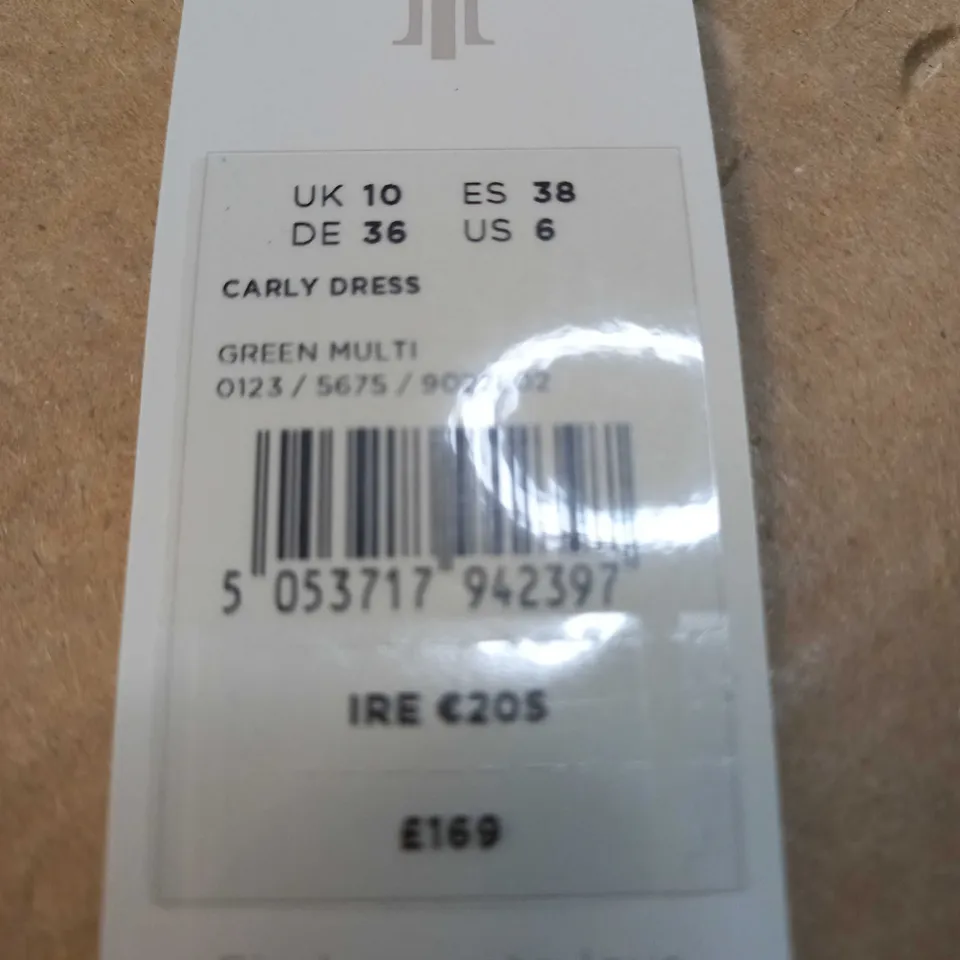 UK 10 ES 38
DE 36 US 6
CARLY DRESS
GREEN MULTI
0123 / 5675 /
5 053717 942397
IRE €205
£169